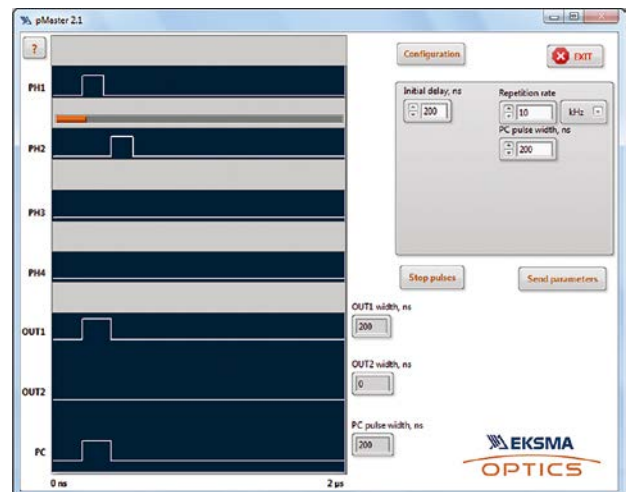 pMaster 2.1
?
Configuration
EXIT
PH1
Initial delay, ns
200
Repetition rate
10
kHz
PC pulse width, ns
200
PH2
PH3
PH4
Stop pulses
Send parameters
OUT1 width, ns
200
OUT1
OUT2 width, ns
0
OUT2
PC pulse width, ns
200
PC
EKSMA
OPTICS
0 ns
2 µs